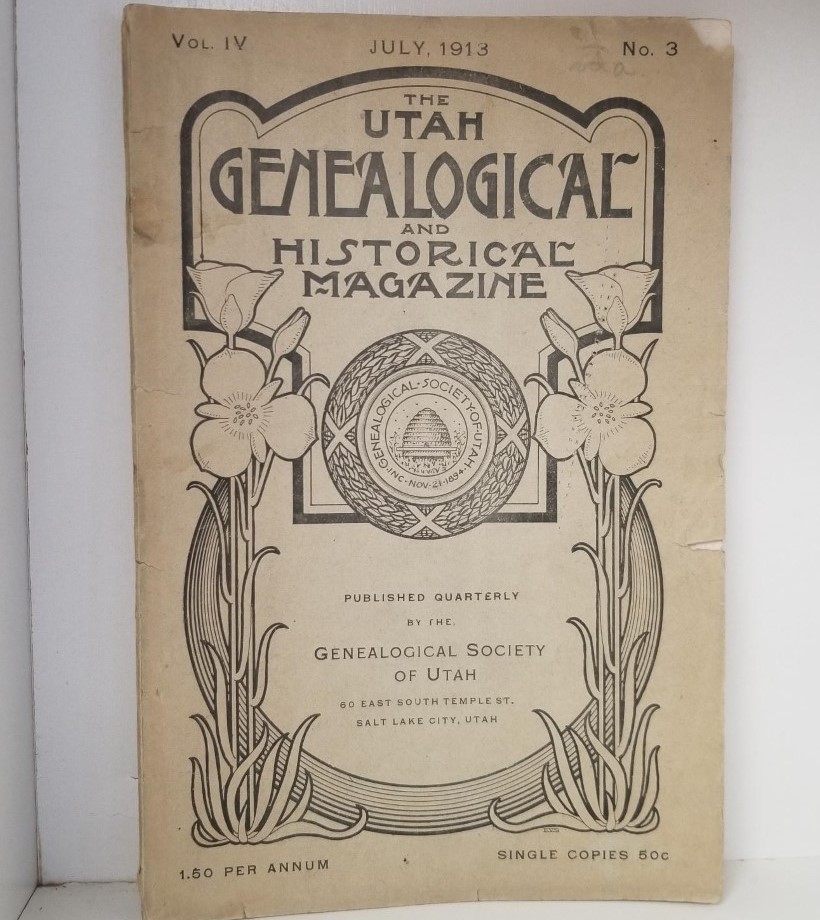 VOL. IV JULY, 1913 No. 3
THE
UTAH
GENEALOGICAL
AND
HISTORICAL
MAGAZINE
GENEALOGICAL · SOCIETY OF · UTAH
· INC · NOV · 21 · 1894 ·
PUBLISHED QUARTERLY
BY THE
GENEALOGICAL SOCIETY
OF UTAH
60 EAST SOUTH TEMPLE ST.
SALT LAKE CITY, UTAH
1.50 PER ANNUM
SINGLE COPIES 50c